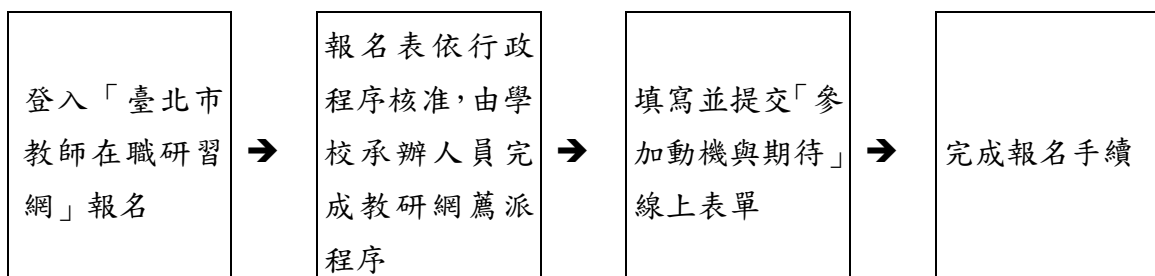 登入「臺北市
教師在職研習
網」報名
➔
報名表依行政
程序核准，由學
校承辦人員完
成教研網薦派
程序
➔
填寫並提交「參
加動機與期待」
線上表單
➔
完成報名手續